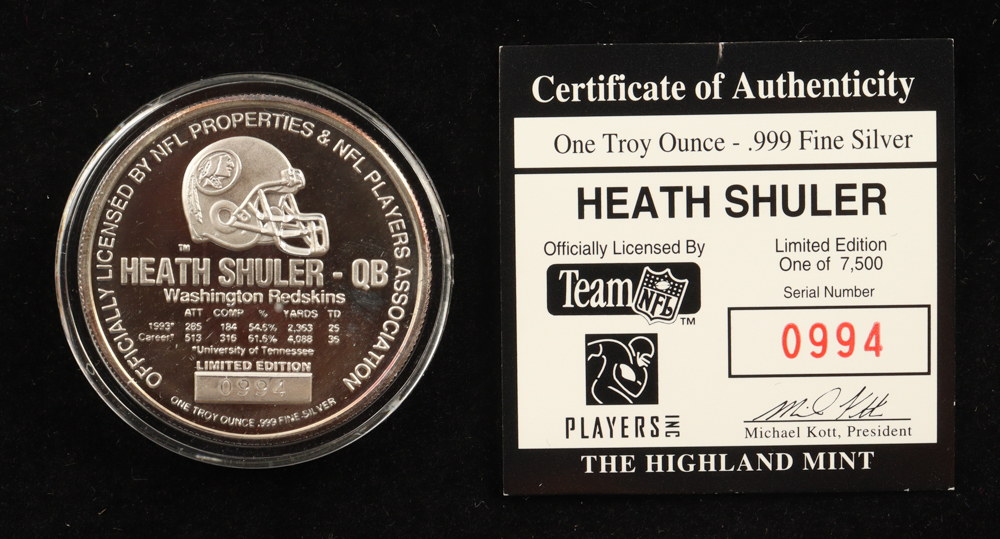 OFFICIALLY LICENSED BY NFL PROPERTIES & NFL PLAYERS ASSOCIATION
TM
HEATH SHULER - QB
Washington Redskins
ATT COMP % YARDS TD
1993* 285 184 54.5% 2,363 25
Career* 513 316 61.6% 4,088 36
*University of Tennessee
LIMITED EDITION
0994
ONE TROY OUNCE .999 FINE SILVER
Certificate of Authenticity
One Troy Ounce - .999 Fine Silver
HEATH SHULER
Officially Licensed By
Team NFL
TM
PLAYERS INC
Limited Edition
One of 7,500
Serial Number
0994
Michael Kott, President
THE HIGHLAND MINT